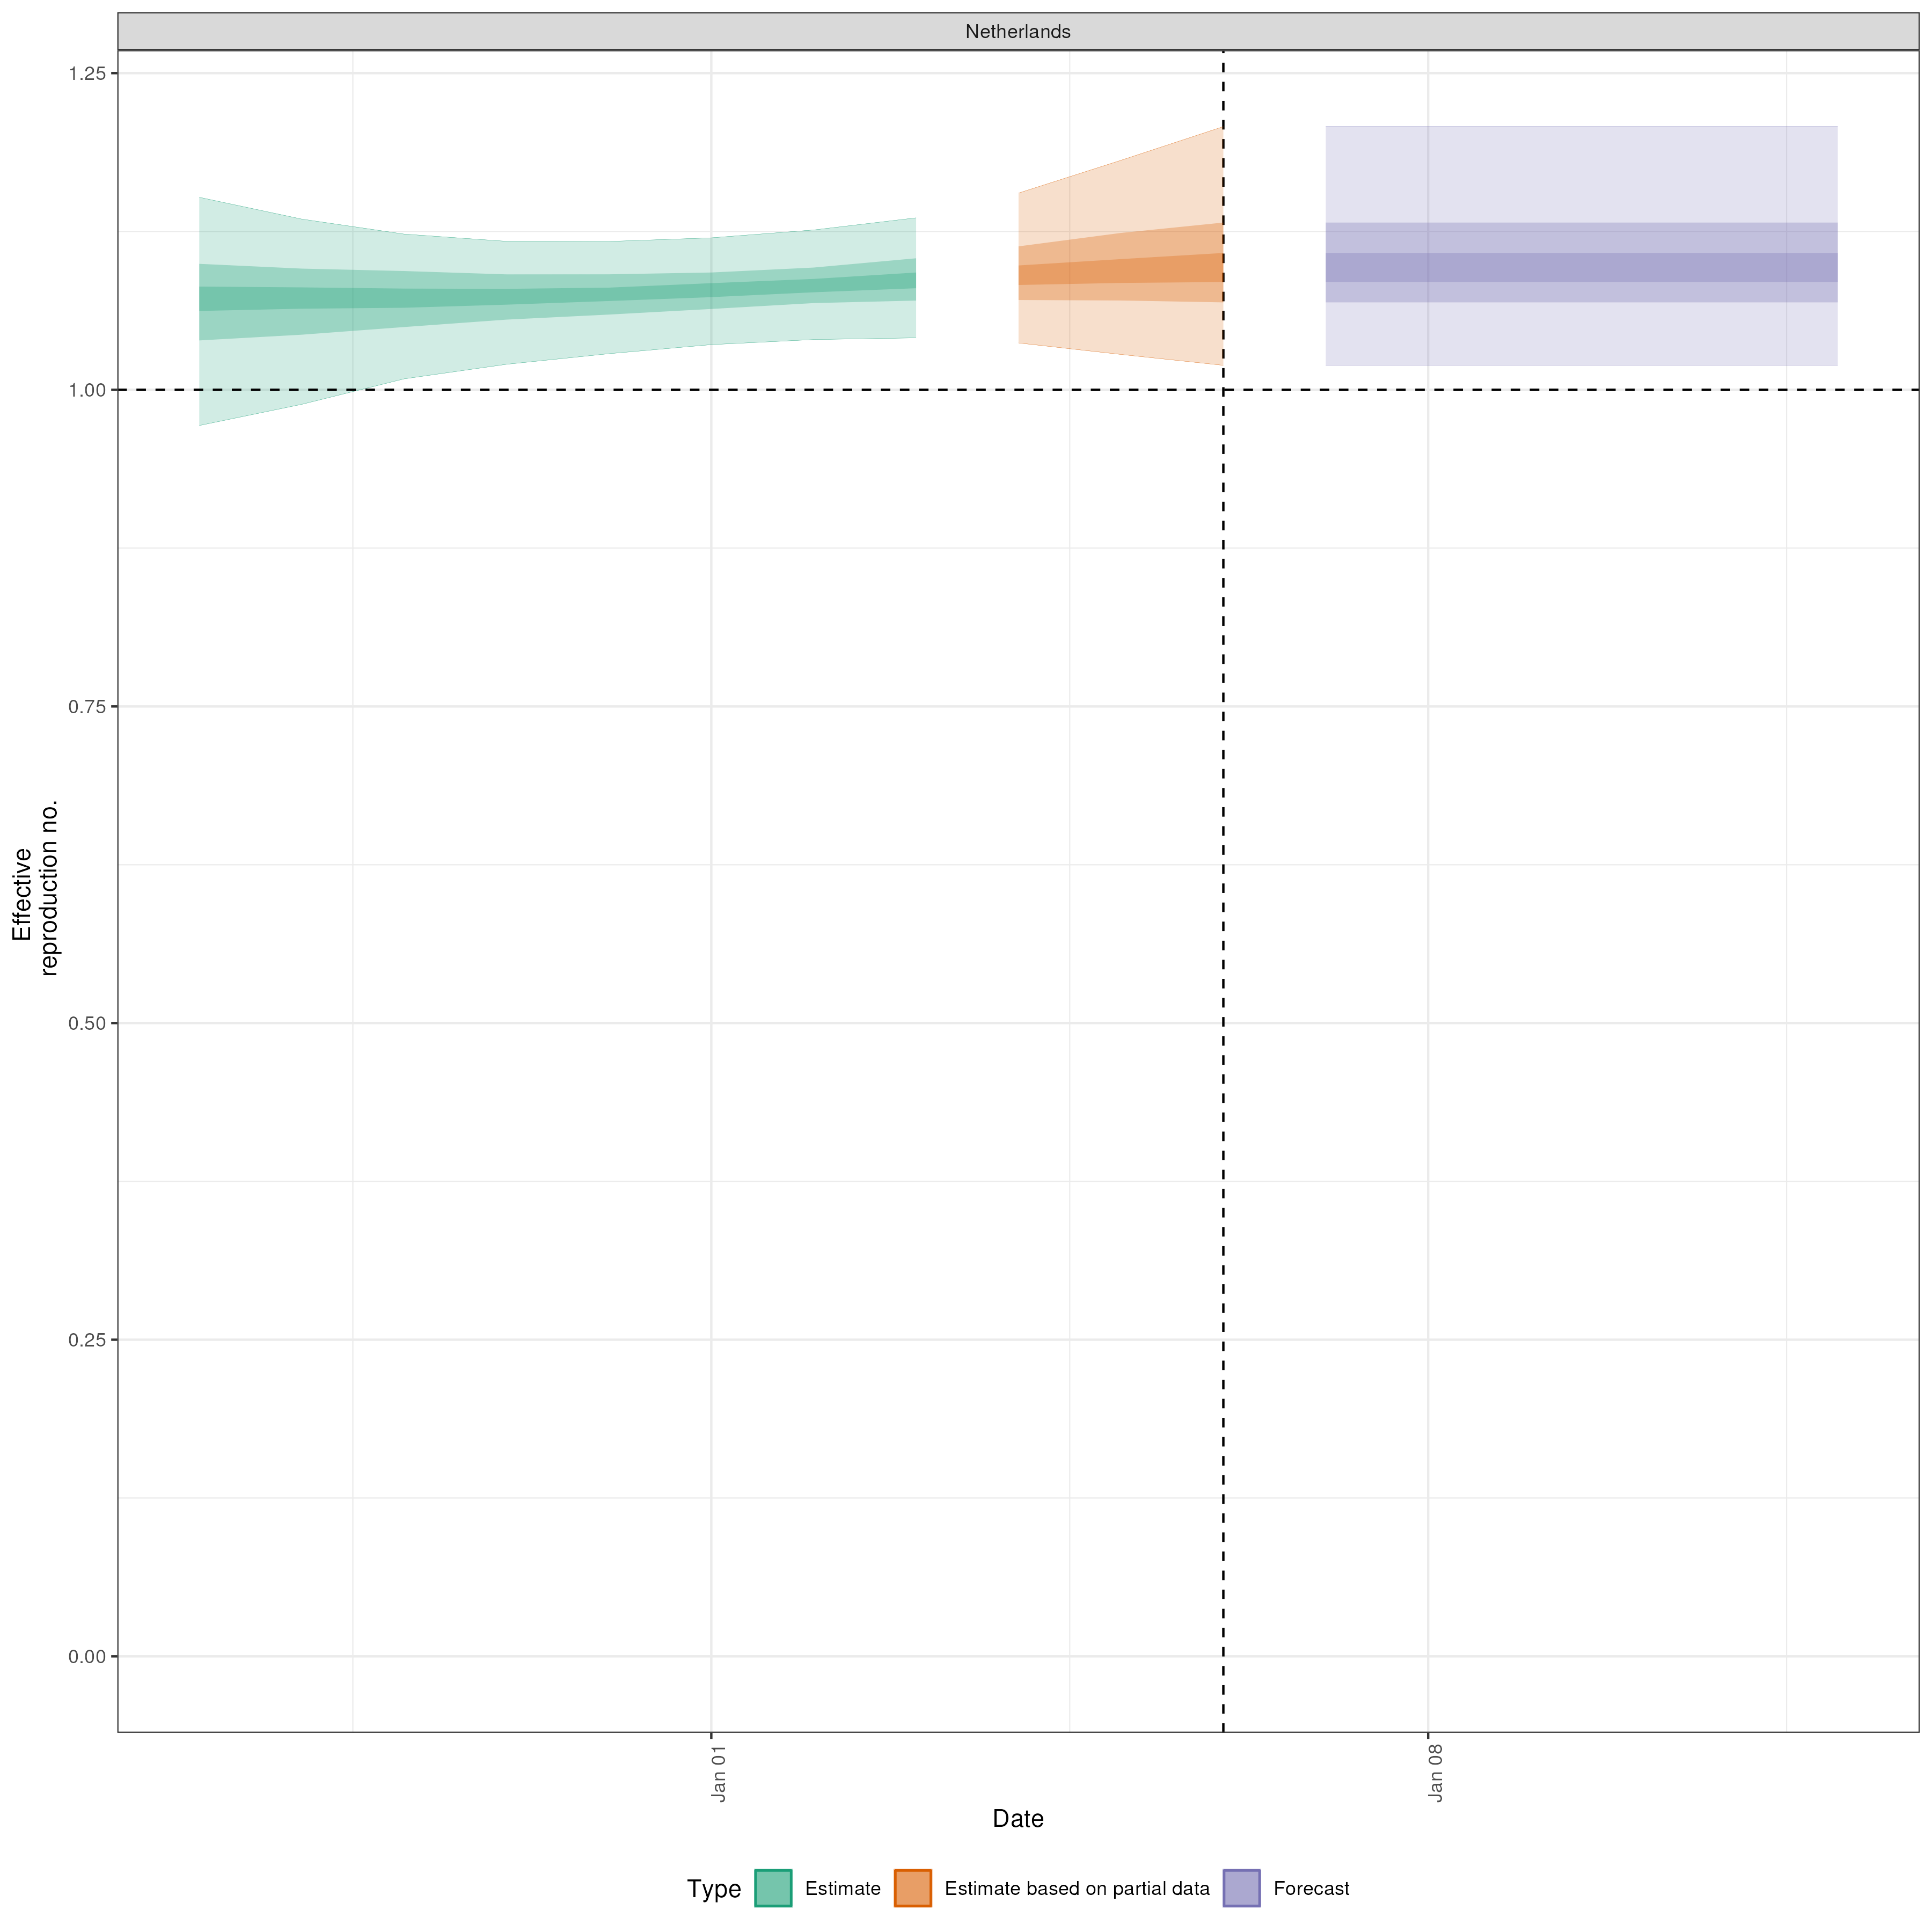 Netherlands
1.25
1.00
0.75
0.50
0.25
0.00
Effective
reproduction no.
Jan 01
Jan 08
Date
Type Estimate Estimate based on partial data Forecast